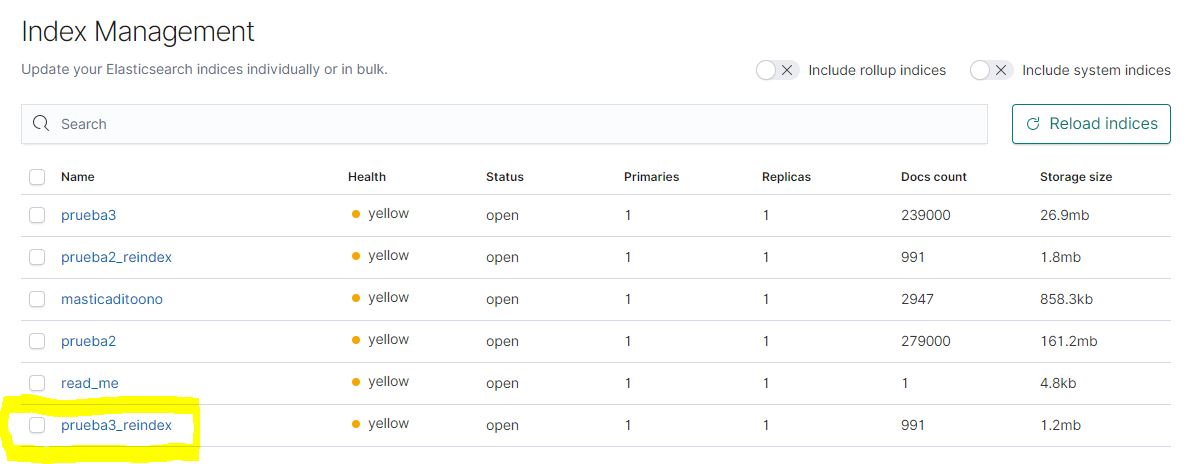 Index Management
Update your Elasticsearch indices individually or in bulk.
Include rollup indices Include system indices
Search
Reload indices
Name Health Status Primaries Replicas Docs count Storage size
prueba3 yellow open 1 1 239000 26.9mb
prueba2_reindex yellow open 1 1 991 1.8mb
masticaditoono yellow open 1 1 2947 858.3kb
prueba2 yellow open 1 1 279000 161.2mb
read_me yellow open 1 1 1 4.8kb
prueba3_reindex yellow open 1 1 991 1.2mb